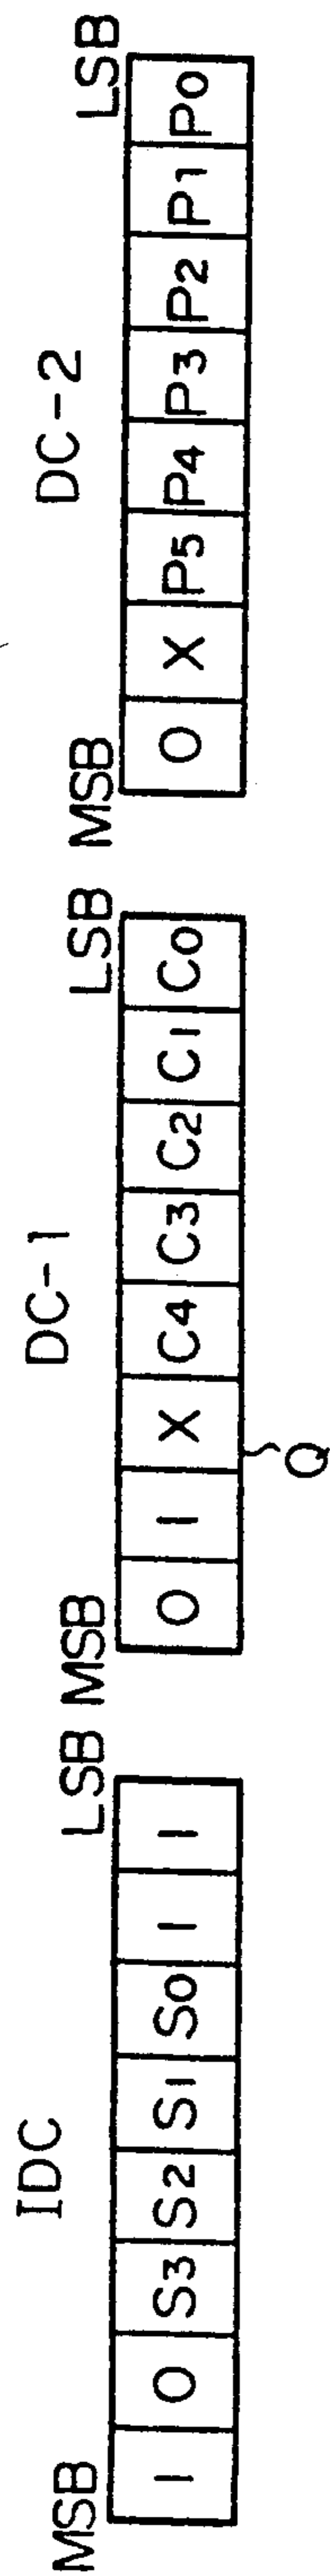 IDC
MSB LSB
1 0 S3 S2 S1 S0 1 1
DC-1
MSB LSB
0 1 X C4 C3 C2 C1 C0
Q
DC-2
MSB LSB
0 X P5 P4 P3 P2 P1 P0